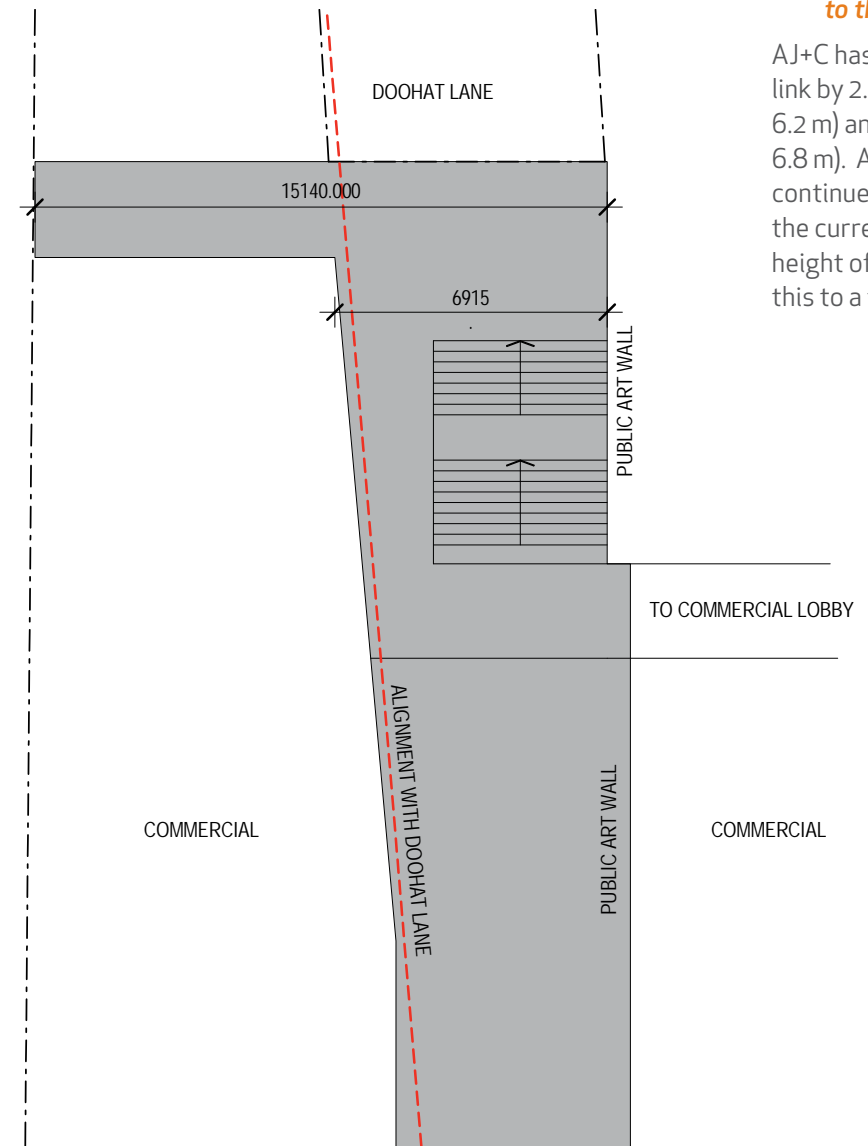 to th
AJ+C has
link by 2.
6.2 m) an
6.8 m). A
continue
the curre
height of
this to a
DOOHAT LANE
15140.000
6915
PUBLIC ART WALL
TO COMMERCIAL LOBBY
ALIGNMENT WITH DOOHAT LANE
PUBLIC ART WALL
COMMERCIAL
COMMERCIAL